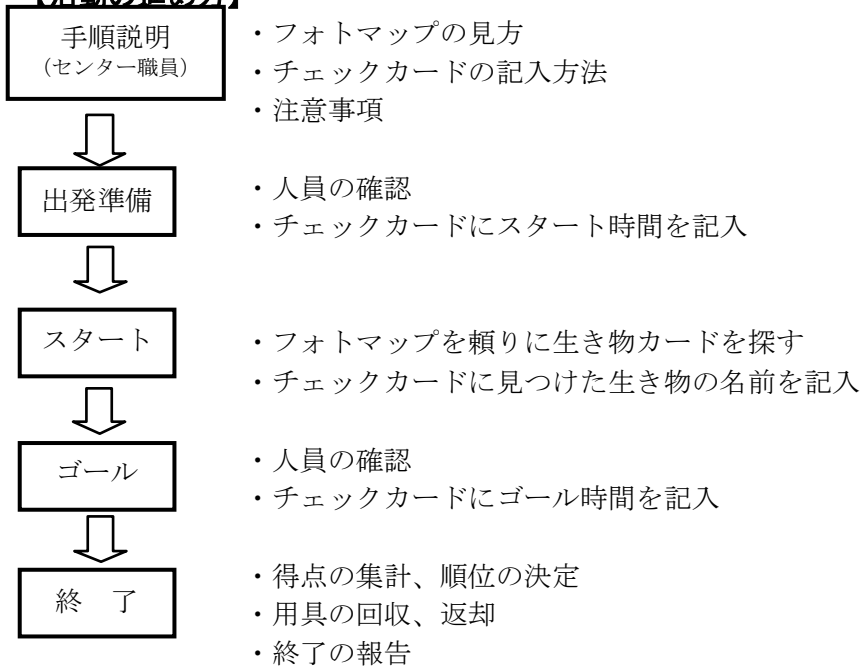 手順説明
(センター職員)
・フォトマップの見方
・チェックカードの記入方法
・注意事項
出発準備
・人員の確認
・チェックカードにスタート時間を記入
スタート
・フォトマップを頼りに生き物カードを探す
・チェックカードに見つけた生き物の名前を記入
ゴール
・人員の確認
・チェックカードにゴール時間を記入
終　了
・得点の集計、順位の決定
・用具の回収、返却
・終了の報告